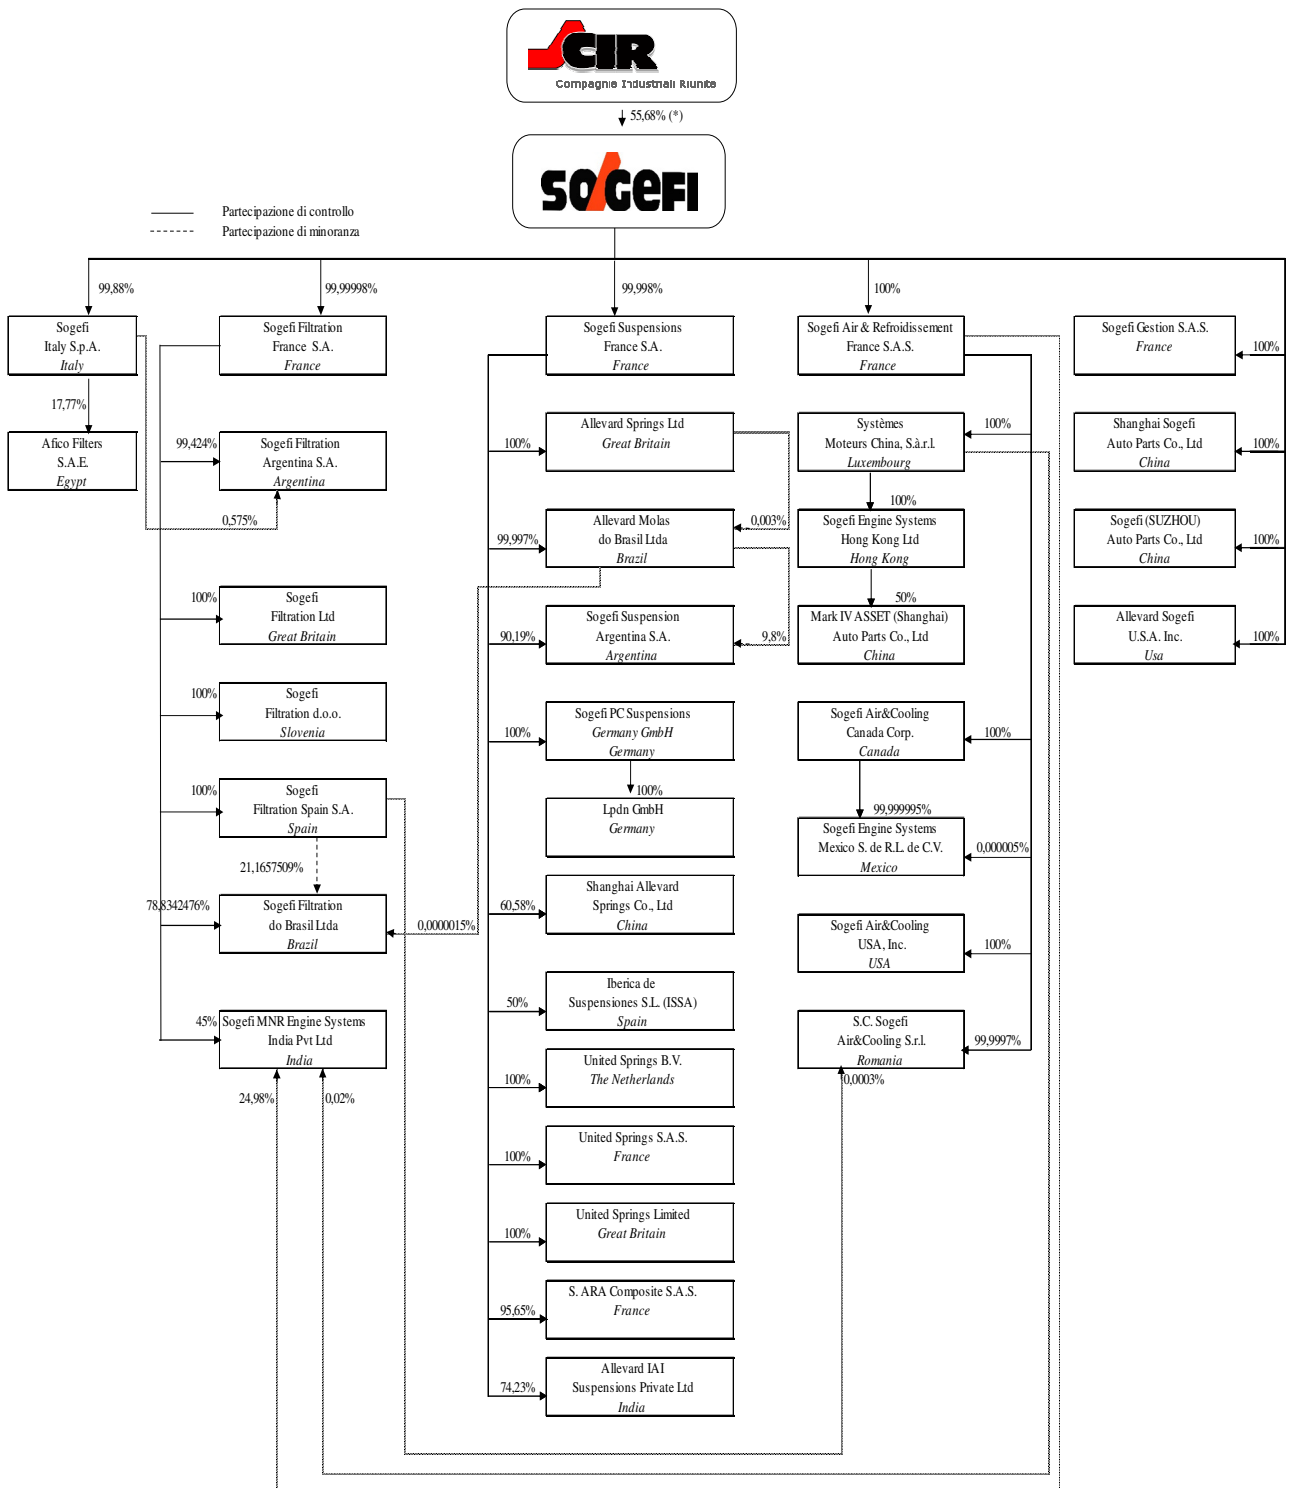 CIR
Compagnie Industriali Riunite
55,68% (*)
SOGEFI
Partecipazione di controllo
Partecipazione di minoranza
99,88%
99,99998%
99,998%
100%
Sogefi
Italy S.p.A.
Italy
Sogefi Filtration
France S.A.
France
Sogefi Suspensions
France S.A.
France
Sogefi Air & Refroidissement
France S.A.S.
France
Sogefi Gestion S.A.S.
France
100%
17,77%
Afico Filters
S.A.E.
Egypt
99,424%
Sogefi Filtration
Argentina S.A.
Argentina
0,575%
100%
Allevard Springs Ltd
Great Britain
Systèmes
Moteurs China, S.à.r.l.
Luxembourg
100%
Shanghai Sogefi
Auto Parts Co., Ltd
China
100%
100%
99,997%
Allevard Molas
do Brasil Ltda
Brazil
0,003%
Sogefi Engine Systems
Hong Kong Ltd
Hong Kong
Sogefi (SUZHOU)
Auto Parts Co., Ltd
China
100%
50%
100%
Sogefi
Filtration Ltd
Great Britain
90,19%
Sogefi Suspension
Argentina S.A.
Argentina
9,8%
Mark IV ASSET (Shanghai)
Auto Parts Co., Ltd
China
Allevard Sogefi
U.S.A. Inc.
Usa
100%
100%
Sogefi
Filtration d.o.o.
Slovenia
100%
Sogefi PC Suspensions
Germany GmbH
Germany
Sogefi Air&Cooling
Canada Corp.
Canada
100%
100%
Sogefi
Filtration Spain S.A.
Spain
100%
Lpdn GmbH
Germany
99,999995%
Sogefi Engine Systems
Mexico S. de R.L. de C.V.
Mexico
0,000005%
21,1657509%
78,8342476%
Sogefi Filtration
do Brasil Ltda
Brazil
0,0000015%
60,58%
Shanghai Allevard
Springs Co., Ltd
China
Sogefi Air&Cooling
USA, Inc.
USA
100%
45%
Sogefi MNR Engine Systems
India Pvt Ltd
India
50%
Iberica de
Suspensiones S.L. (ISSA)
Spain
S.C. Sogefi
Air&Cooling S.r.l.
Romania
99,9997%
24,98%
0,02%
100%
United Springs B.V.
The Netherlands
0,0003%
100%
United Springs S.A.S.
France
100%
United Springs Limited
Great Britain
95,65%
S. ARA Composite S.A.S.
France
74,23%
Allevard IAI
Suspensions Private Ltd
India